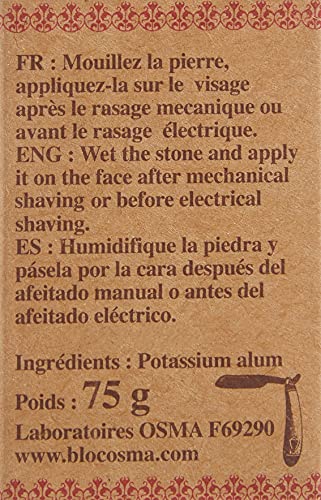 FR : Mouillez la pierre,
appliquez-la sur le visage
après le rasage mecanique ou
avant le rasage électrique.
ENG : Wet the stone and apply
it on the face after mechanical
shaving or before electrical
shaving.
ES : Humidifique la piedra y
pásela por la cara después del
afeitado manual o antes del
afeitado eléctrico.
Ingrédients : Potassium alum
Poids : 75 g
Laboratoires OSMA F69290
www.blocosma.com